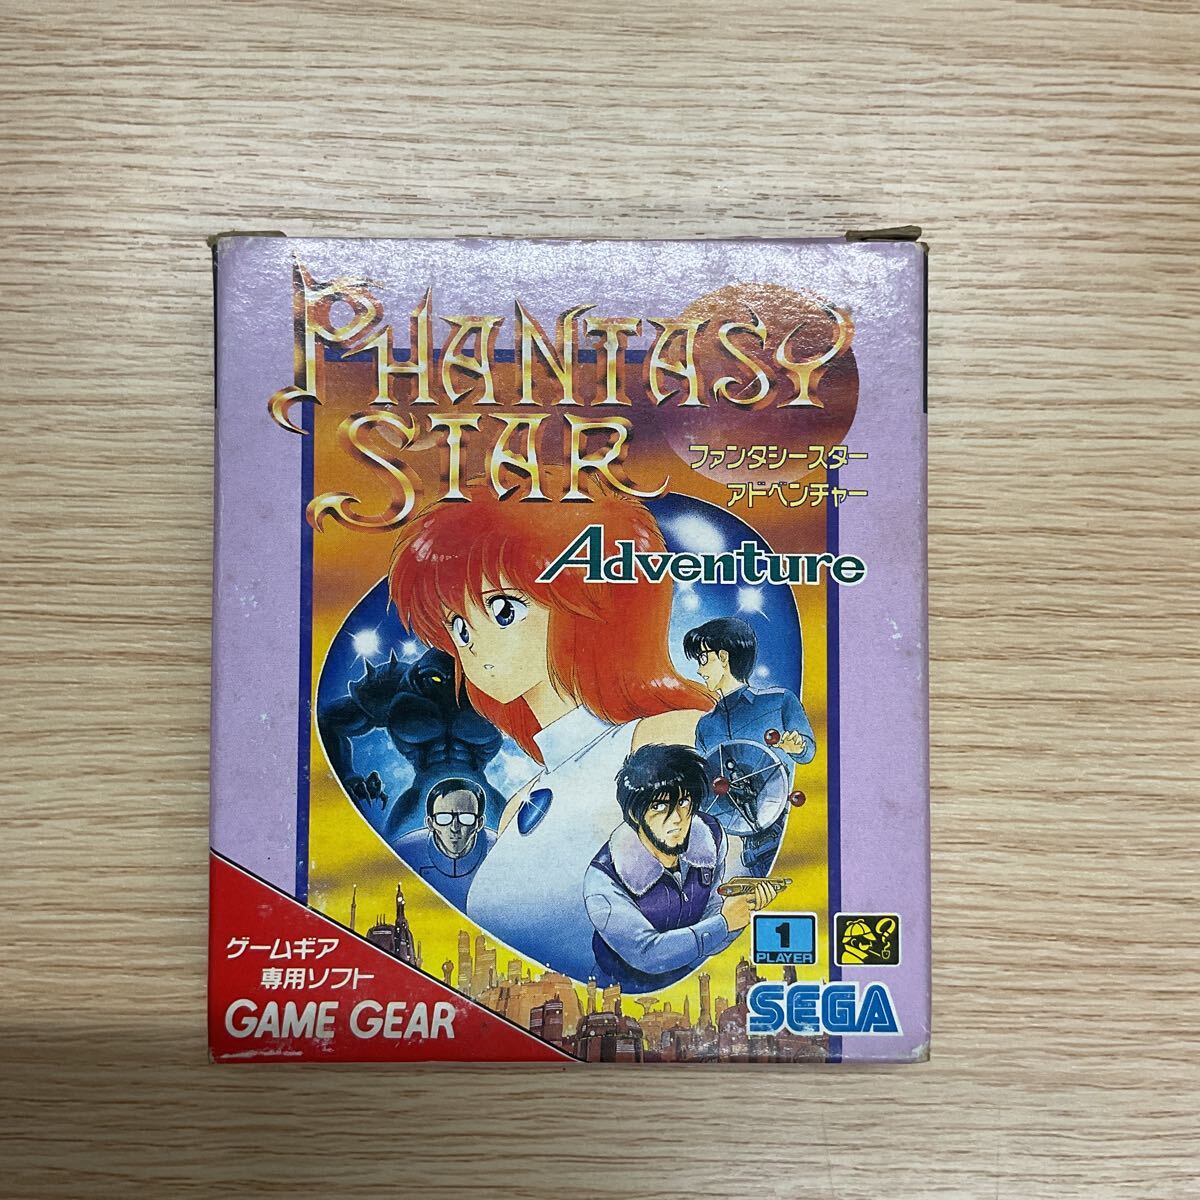 PHANTASY
STAR
ファンタシースター
アドベンチャー
Adventure
1
PLAYER
SEGA
ゲームギア
専用ソフト
GAME GEAR